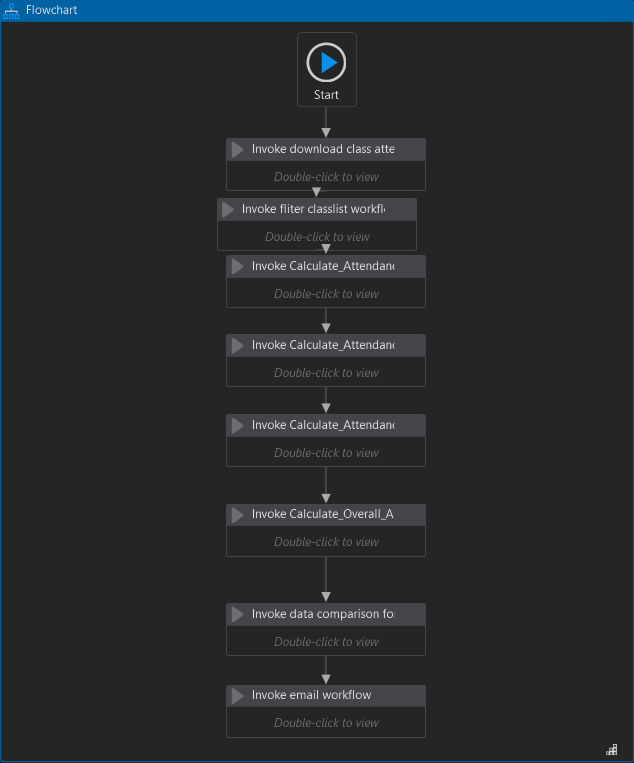 Flowchart
Start
Invoke download class atte
Double-click to view
Invoke fliter classlist workfl
Double-click to view
Invoke Calculate_Attendanc
Double-click to view
Invoke Calculate_Attendanc
Double-click to view
Invoke Calculate_Attendanc
Double-click to view
Invoke Calculate_Overall_A
Double-click to view
Invoke data comparison for
Double-click to view
Invoke email workflow
Double-click to view